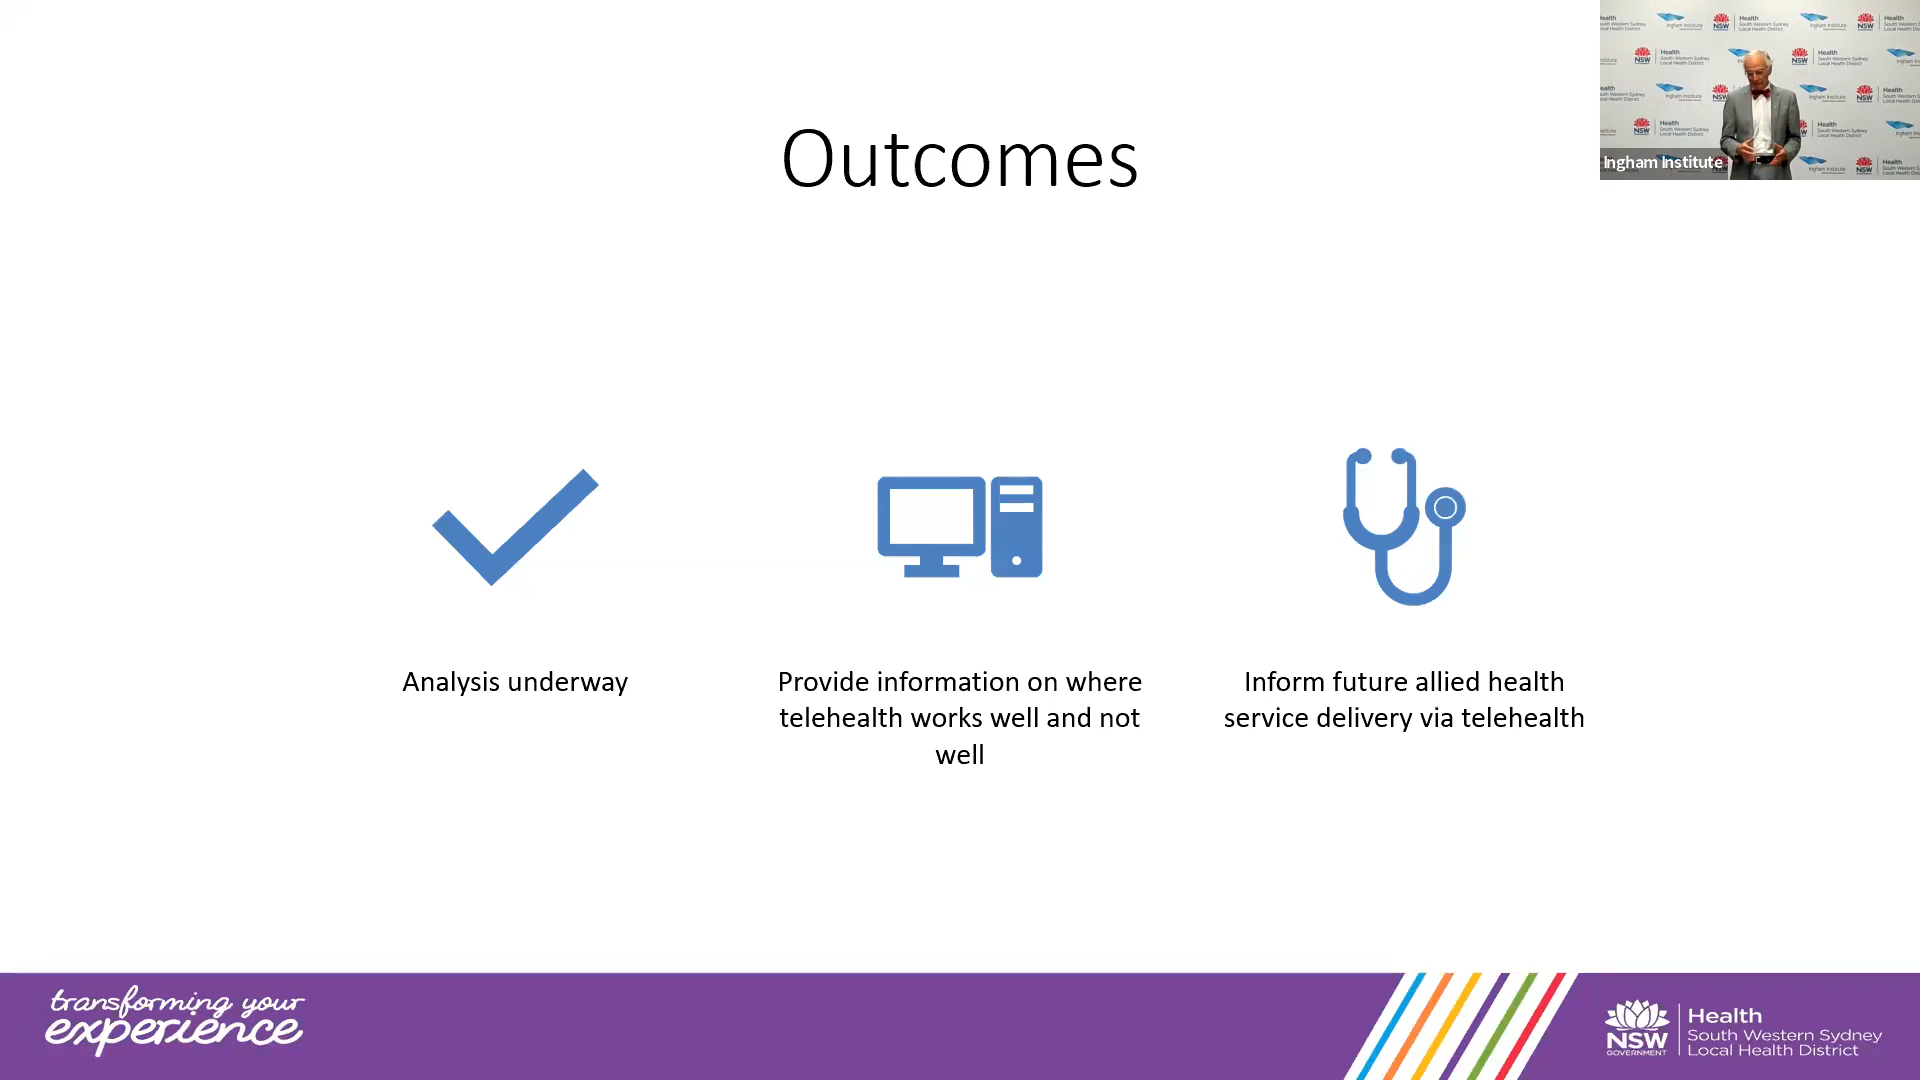 Outcomes
Ingham Institute
Analysis underway
Provide information on where
telehealth works well and not
well
Inform future allied health
service delivery via telehealth
transforming your
experience
NSW
GOVERNMENT
Health
South Western Sydney
Local Health District